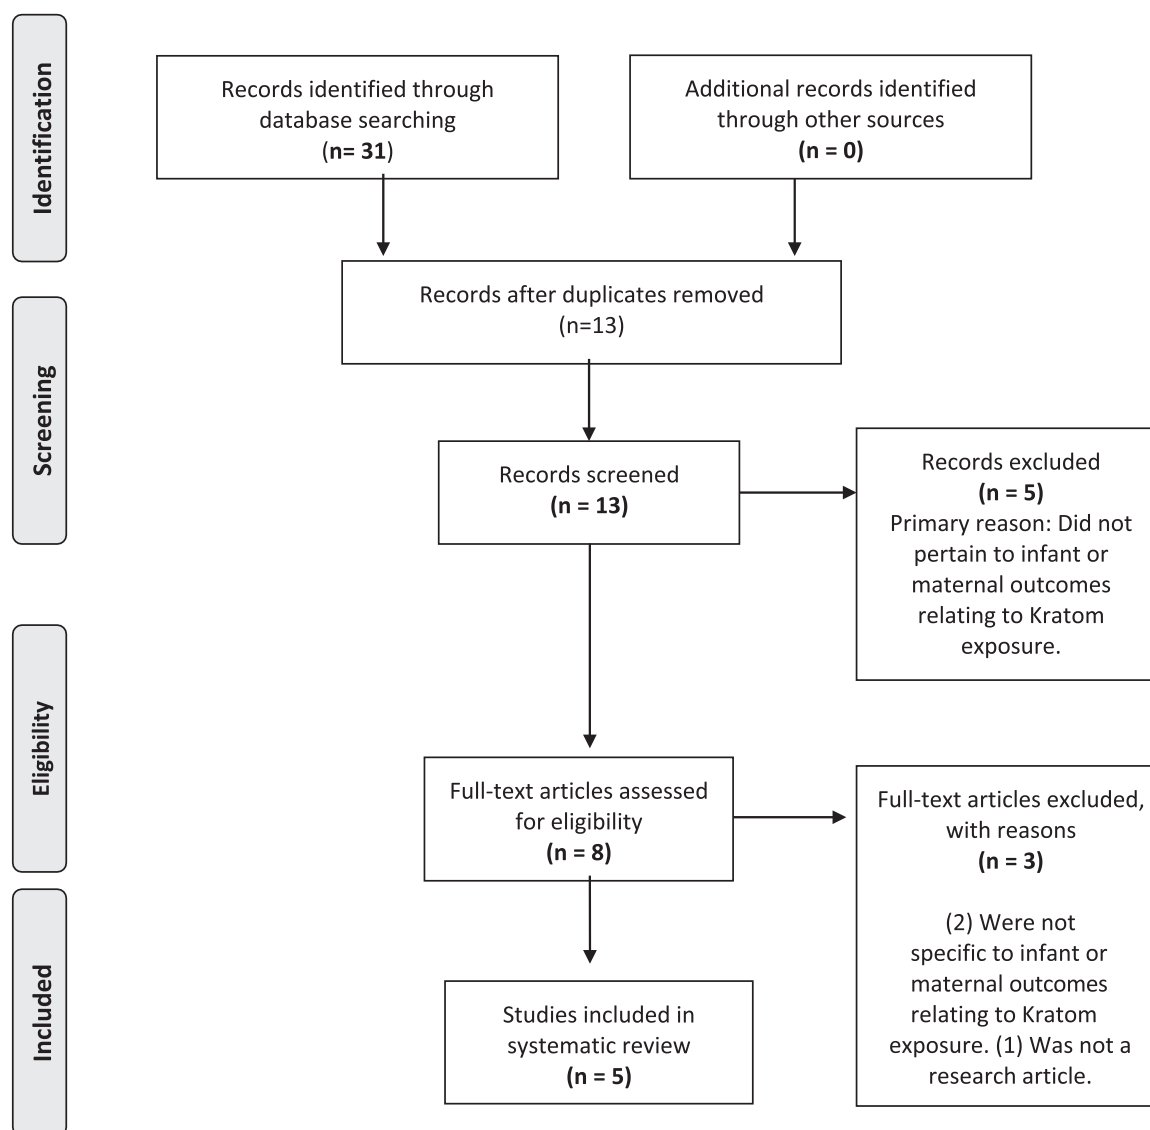 Identification
Records identified through
database searching
(n= 31)
Additional records identified
through other sources
(n = 0)
Records after duplicates removed
(n=13)
Screening
Records screened
(n = 13)
Records excluded
(n = 5)
Primary reason: Did not
pertain to infant or
maternal outcomes
relating to Kratom
exposure.
Eligibility
Full-text articles assessed
for eligibility
(n = 8)
Full-text articles excluded,
with reasons
(n = 3)
(2) Were not
specific to infant or
maternal outcomes
relating to Kratom
exposure. (1) Was not a
research article.
Included
Studies included in
systematic review
(n = 5)